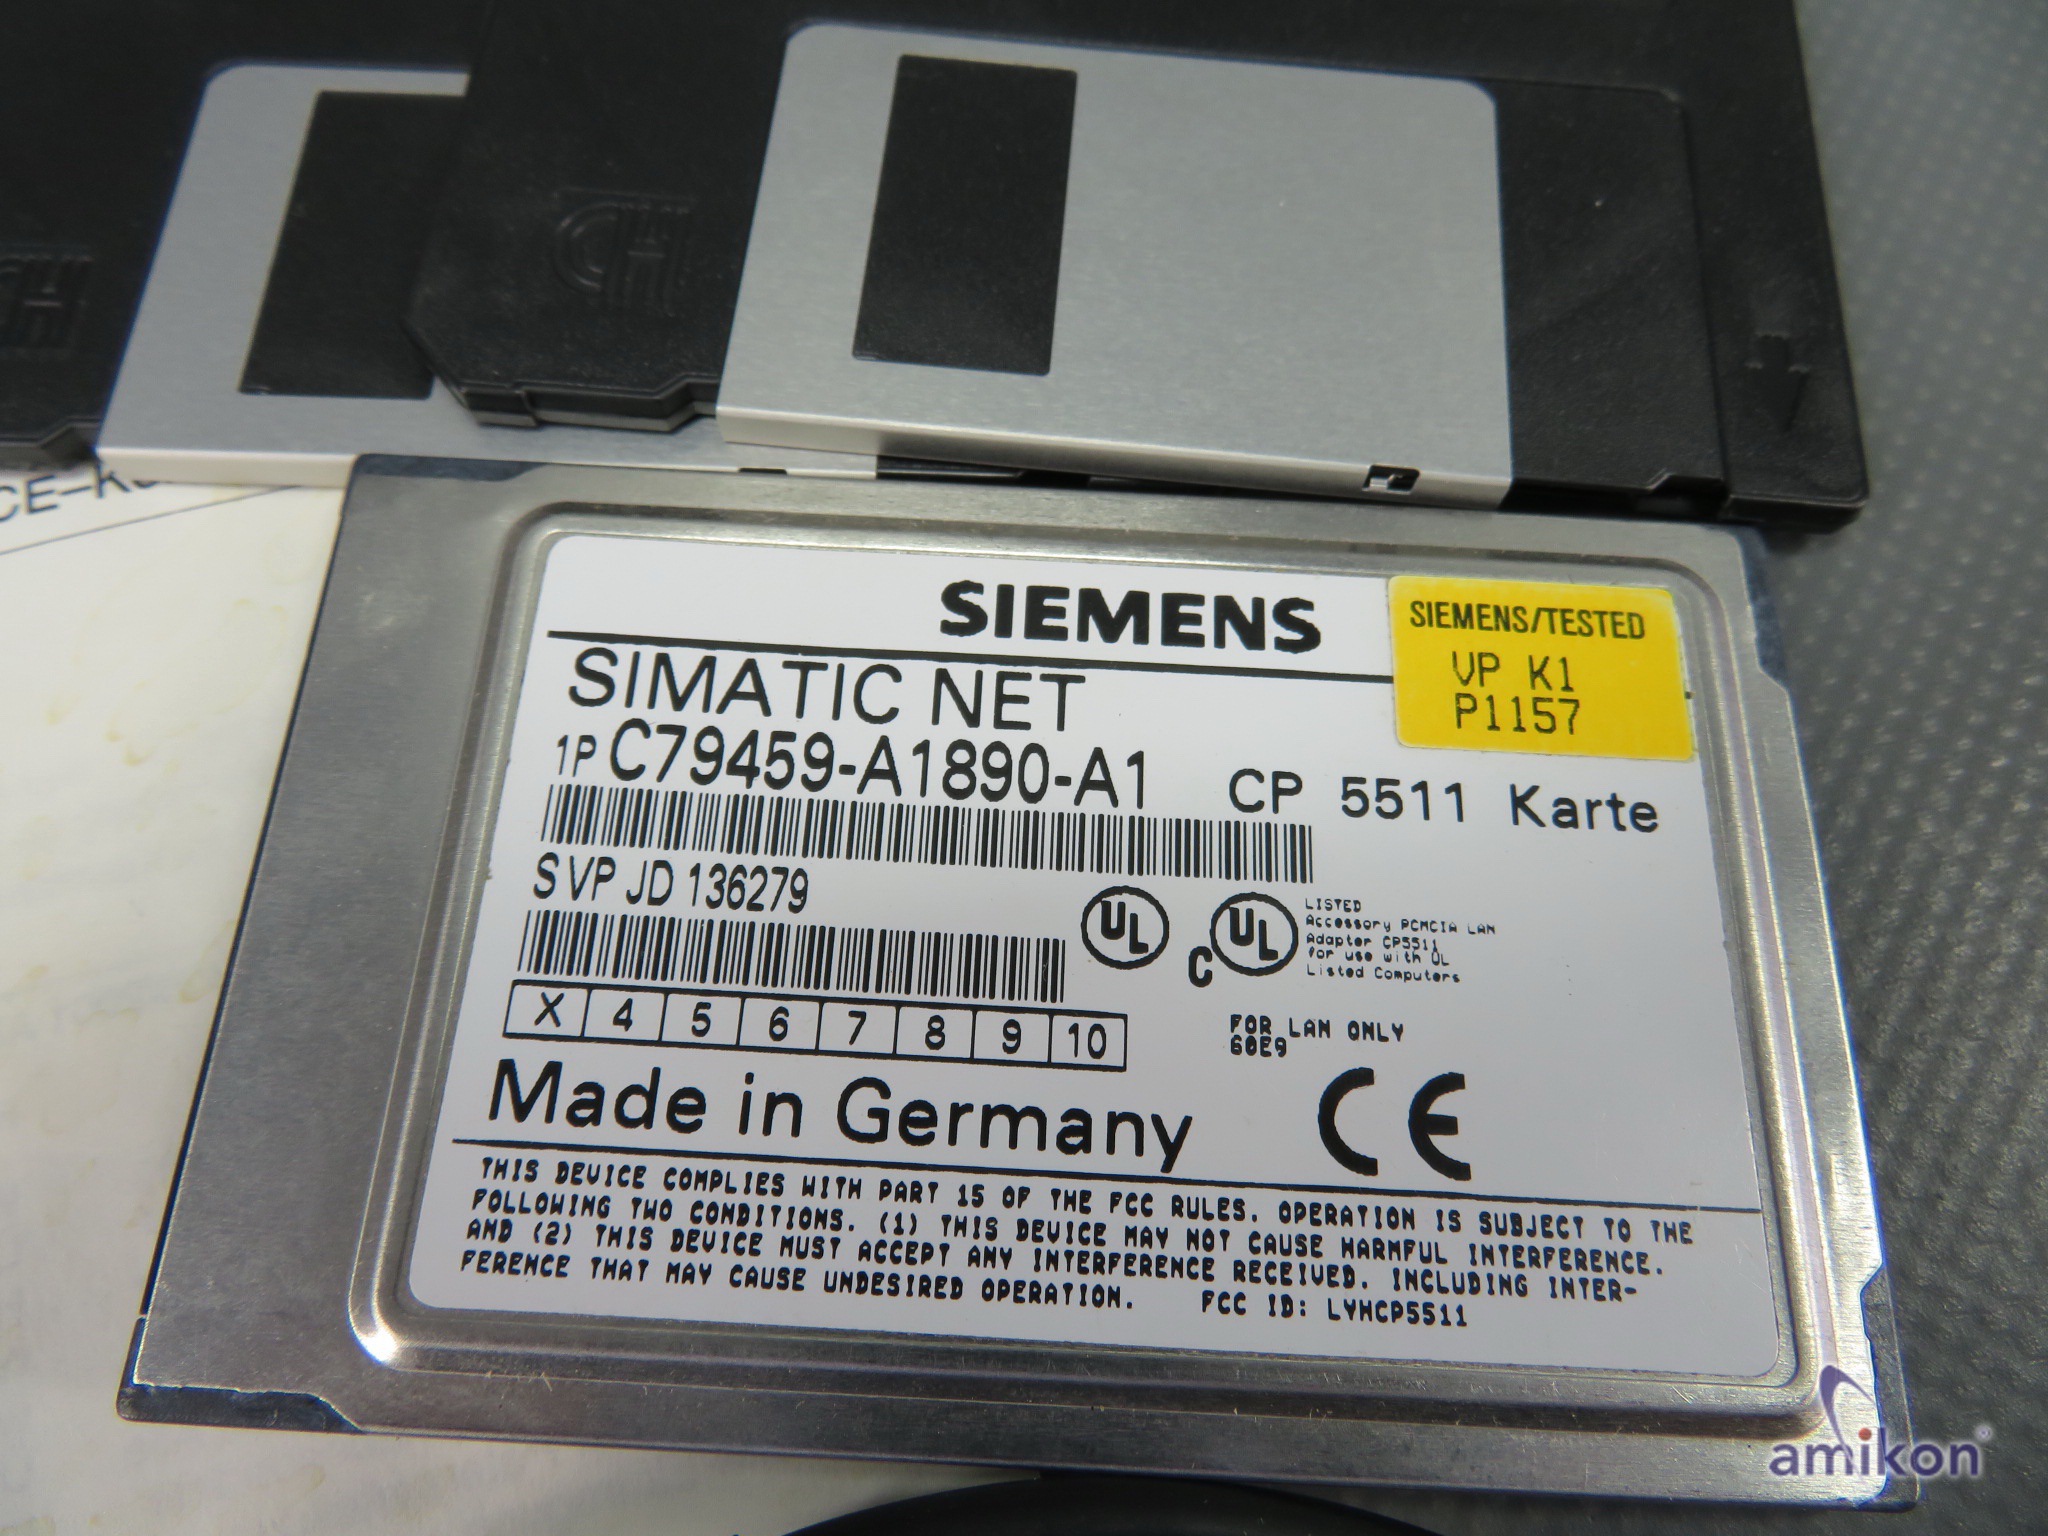 CE-K
SIEMENS
SIEMENS/TESTED
VP K1
P1157
SIMATIC NET
1P C79459-A1890-A1 CP 5511 Karte
S VP JD 136279
UL
C UL
LISTED
Accessory PCMCIA LAN
Adapter CP5511
for use with UL
Listed Computers
X 4 5 6 7 8 9 10
FOR LAN ONLY
60E9
Made in Germany
CE
THIS DEVICE COMPLIES WITH PART 15 OF THE FCC RULES. OPERATION IS SUBJECT TO THE
FOLLOWING TWO CONDITIONS. (1) THIS DEVICE MAY NOT CAUSE HARMFUL INTERFERENCE.
AND (2) THIS DEVICE MUST ACCEPT ANY INTERFERENCE RECEIVED. INCLUDING INTER-
FERENCE THAT MAY CAUSE UNDESIRED OPERATION. FCC ID: LYHCP5511
amikon®